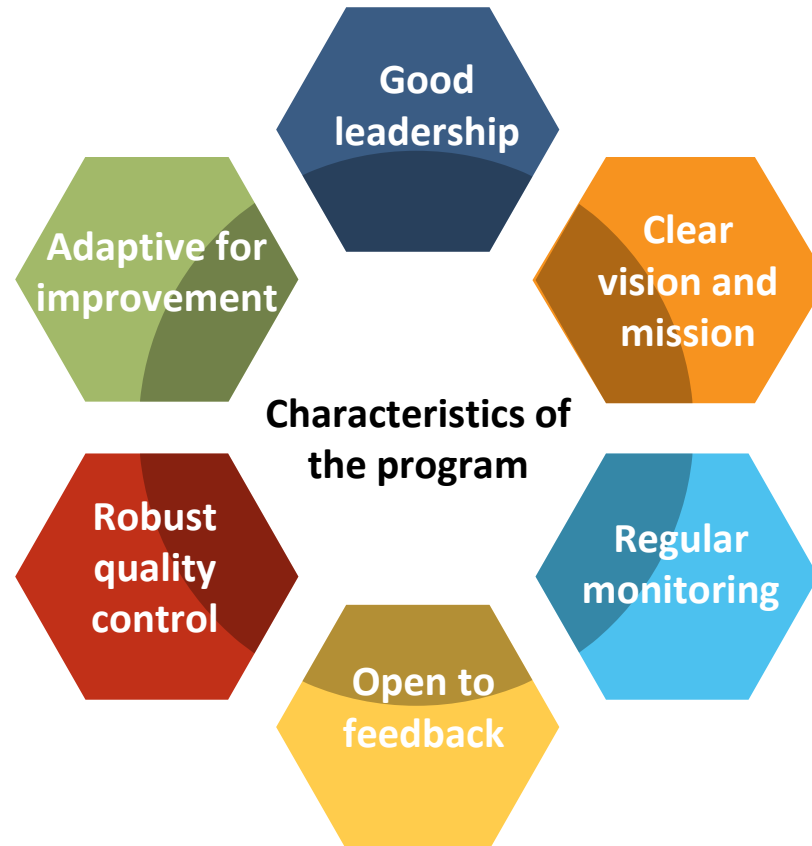 Good
leadership
Clear
vision and
mission
Regular
monitoring
Open to
feedback
Robust
quality
control
Adaptive for
improvement
Characteristics of
the program